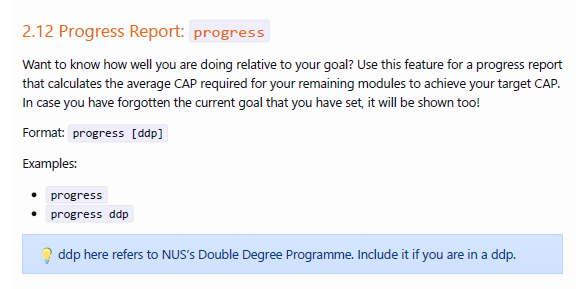 2.12 Progress Report: progress
Want to know how well you are doing relative to your goal? Use this feature for a progress report
that calculates the average CAP required for your remaining modules to achieve your target CAP.
In case you have forgotten the current goal that you have set, it will be shown too!
Format: progress [ddp]
Examples:
• progress
• progress ddp
💡 ddp here refers to NUS's Double Degree Programme. Include it if you are in a ddp.